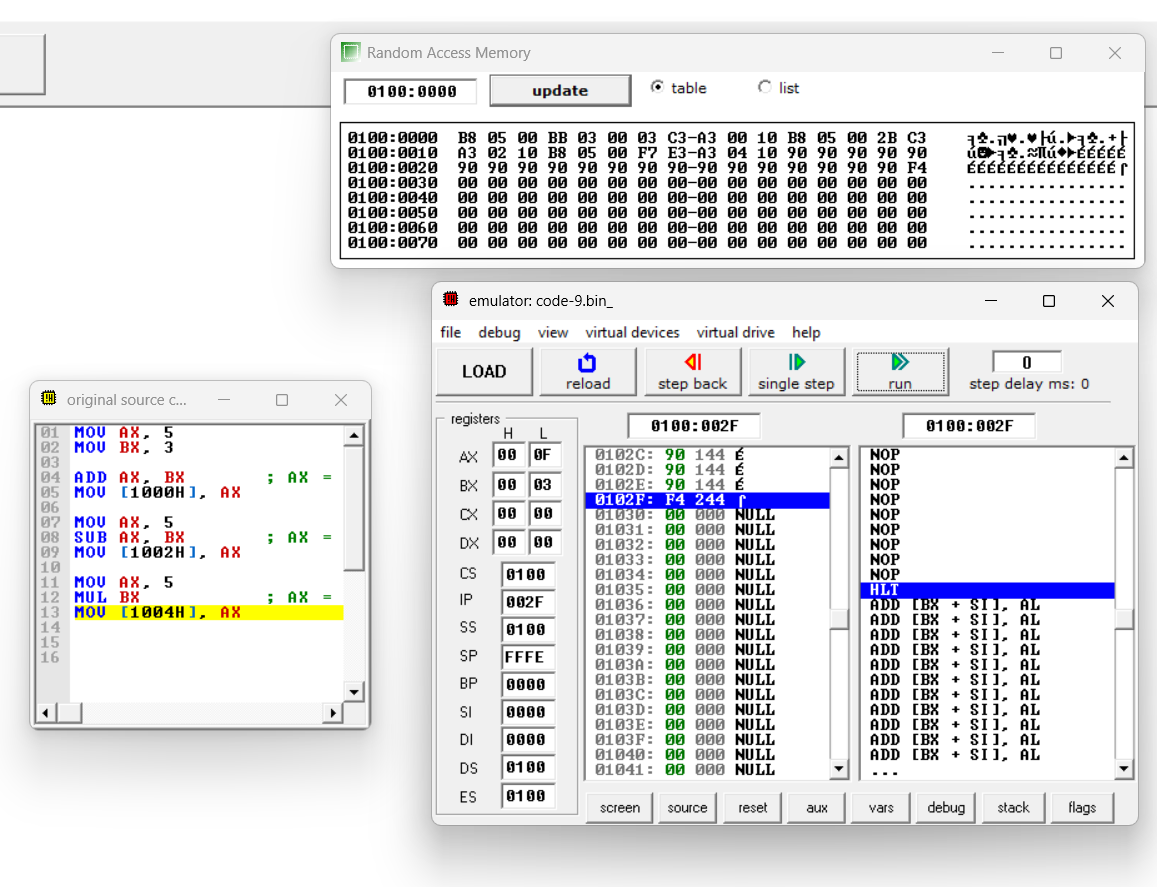 Random Access Memory
0100:0000 update table list
0100:0000 B8 05 00 BB 03 00 03 C3-A3 00 10 B8 05 00 2B C3
0100:0010 A3 02 10 B8 05 00 F7 E3-A3 04 10 90 90 90 90 90
0100:0020 90 90 90 90 90 90 90 90-90 90 90 90 90 90 90 F4 ÉÉÉÉÉÉÉÉÉÉÉÉÉÉÉ⌠
0100:0030 00 00 00 00 00 00 00 00-00 00 00 00 00 00 00 00 ................
0100:0040 00 00 00 00 00 00 00 00-00 00 00 00 00 00 00 00 ................
0100:0050 00 00 00 00 00 00 00 00-00 00 00 00 00 00 00 00 ................
0100:0060 00 00 00 00 00 00 00 00-00 00 00 00 00 00 00 00 ................
0100:0070 00 00 00 00 00 00 00 00-00 00 00 00 00 00 00 00 ................
emulator: code-9.bin_
file debug view virtual devices virtual drive help
LOAD reload step back single step run 0
step delay ms: 0
registers
H L
AX 00 0F
BX 00 03
CX 00 00
DX 00 00
CS 0100
IP 002F
SS 0100
SP FFFE
BP 0000
SI 0000
DI 0000
DS 0100
ES 0100
0100:002F
0102C: 90 144 É
0102D: 90 144 É
0102E: 90 144 É
0102F: F4 244 ⌠
01030: 00 000 NULL
01031: 00 000 NULL
01032: 00 000 NULL
01033: 00 000 NULL
01034: 00 000 NULL
01035: 00 000 NULL
01036: 00 000 NULL
01037: 00 000 NULL
01038: 00 000 NULL
01039: 00 000 NULL
0103A: 00 000 NULL
0103B: 00 000 NULL
0103C: 00 000 NULL
0103D: 00 000 NULL
0103E: 00 000 NULL
0103F: 00 000 NULL
01040: 00 000 NULL
01041: 00 000 NULL
0100:002F
NOP
NOP
NOP
NOP
NOP
NOP
NOP
NOP
NOP
HLT
ADD [BX + SI], AL
ADD [BX + SI], AL
ADD [BX + SI], AL
ADD [BX + SI], AL
ADD [BX + SI], AL
ADD [BX + SI], AL
ADD [BX + SI], AL
ADD [BX + SI], AL
ADD [BX + SI], AL
ADD [BX + SI], AL
ADD [BX + SI], AL
...
screen source reset aux vars debug stack flags
original source c...
01 MOV AX, 5
02 MOV BX, 3
03
04 ADD AX, BX ; AX =
05 MOV [1000H], AX
06
07 MOV AX, 5
08 SUB AX, BX ; AX =
09 MOV [1002H], AX
10
11 MOV AX, 5
12 MUL BX ; AX =
13 MOV [1004H], AX
14
15
16